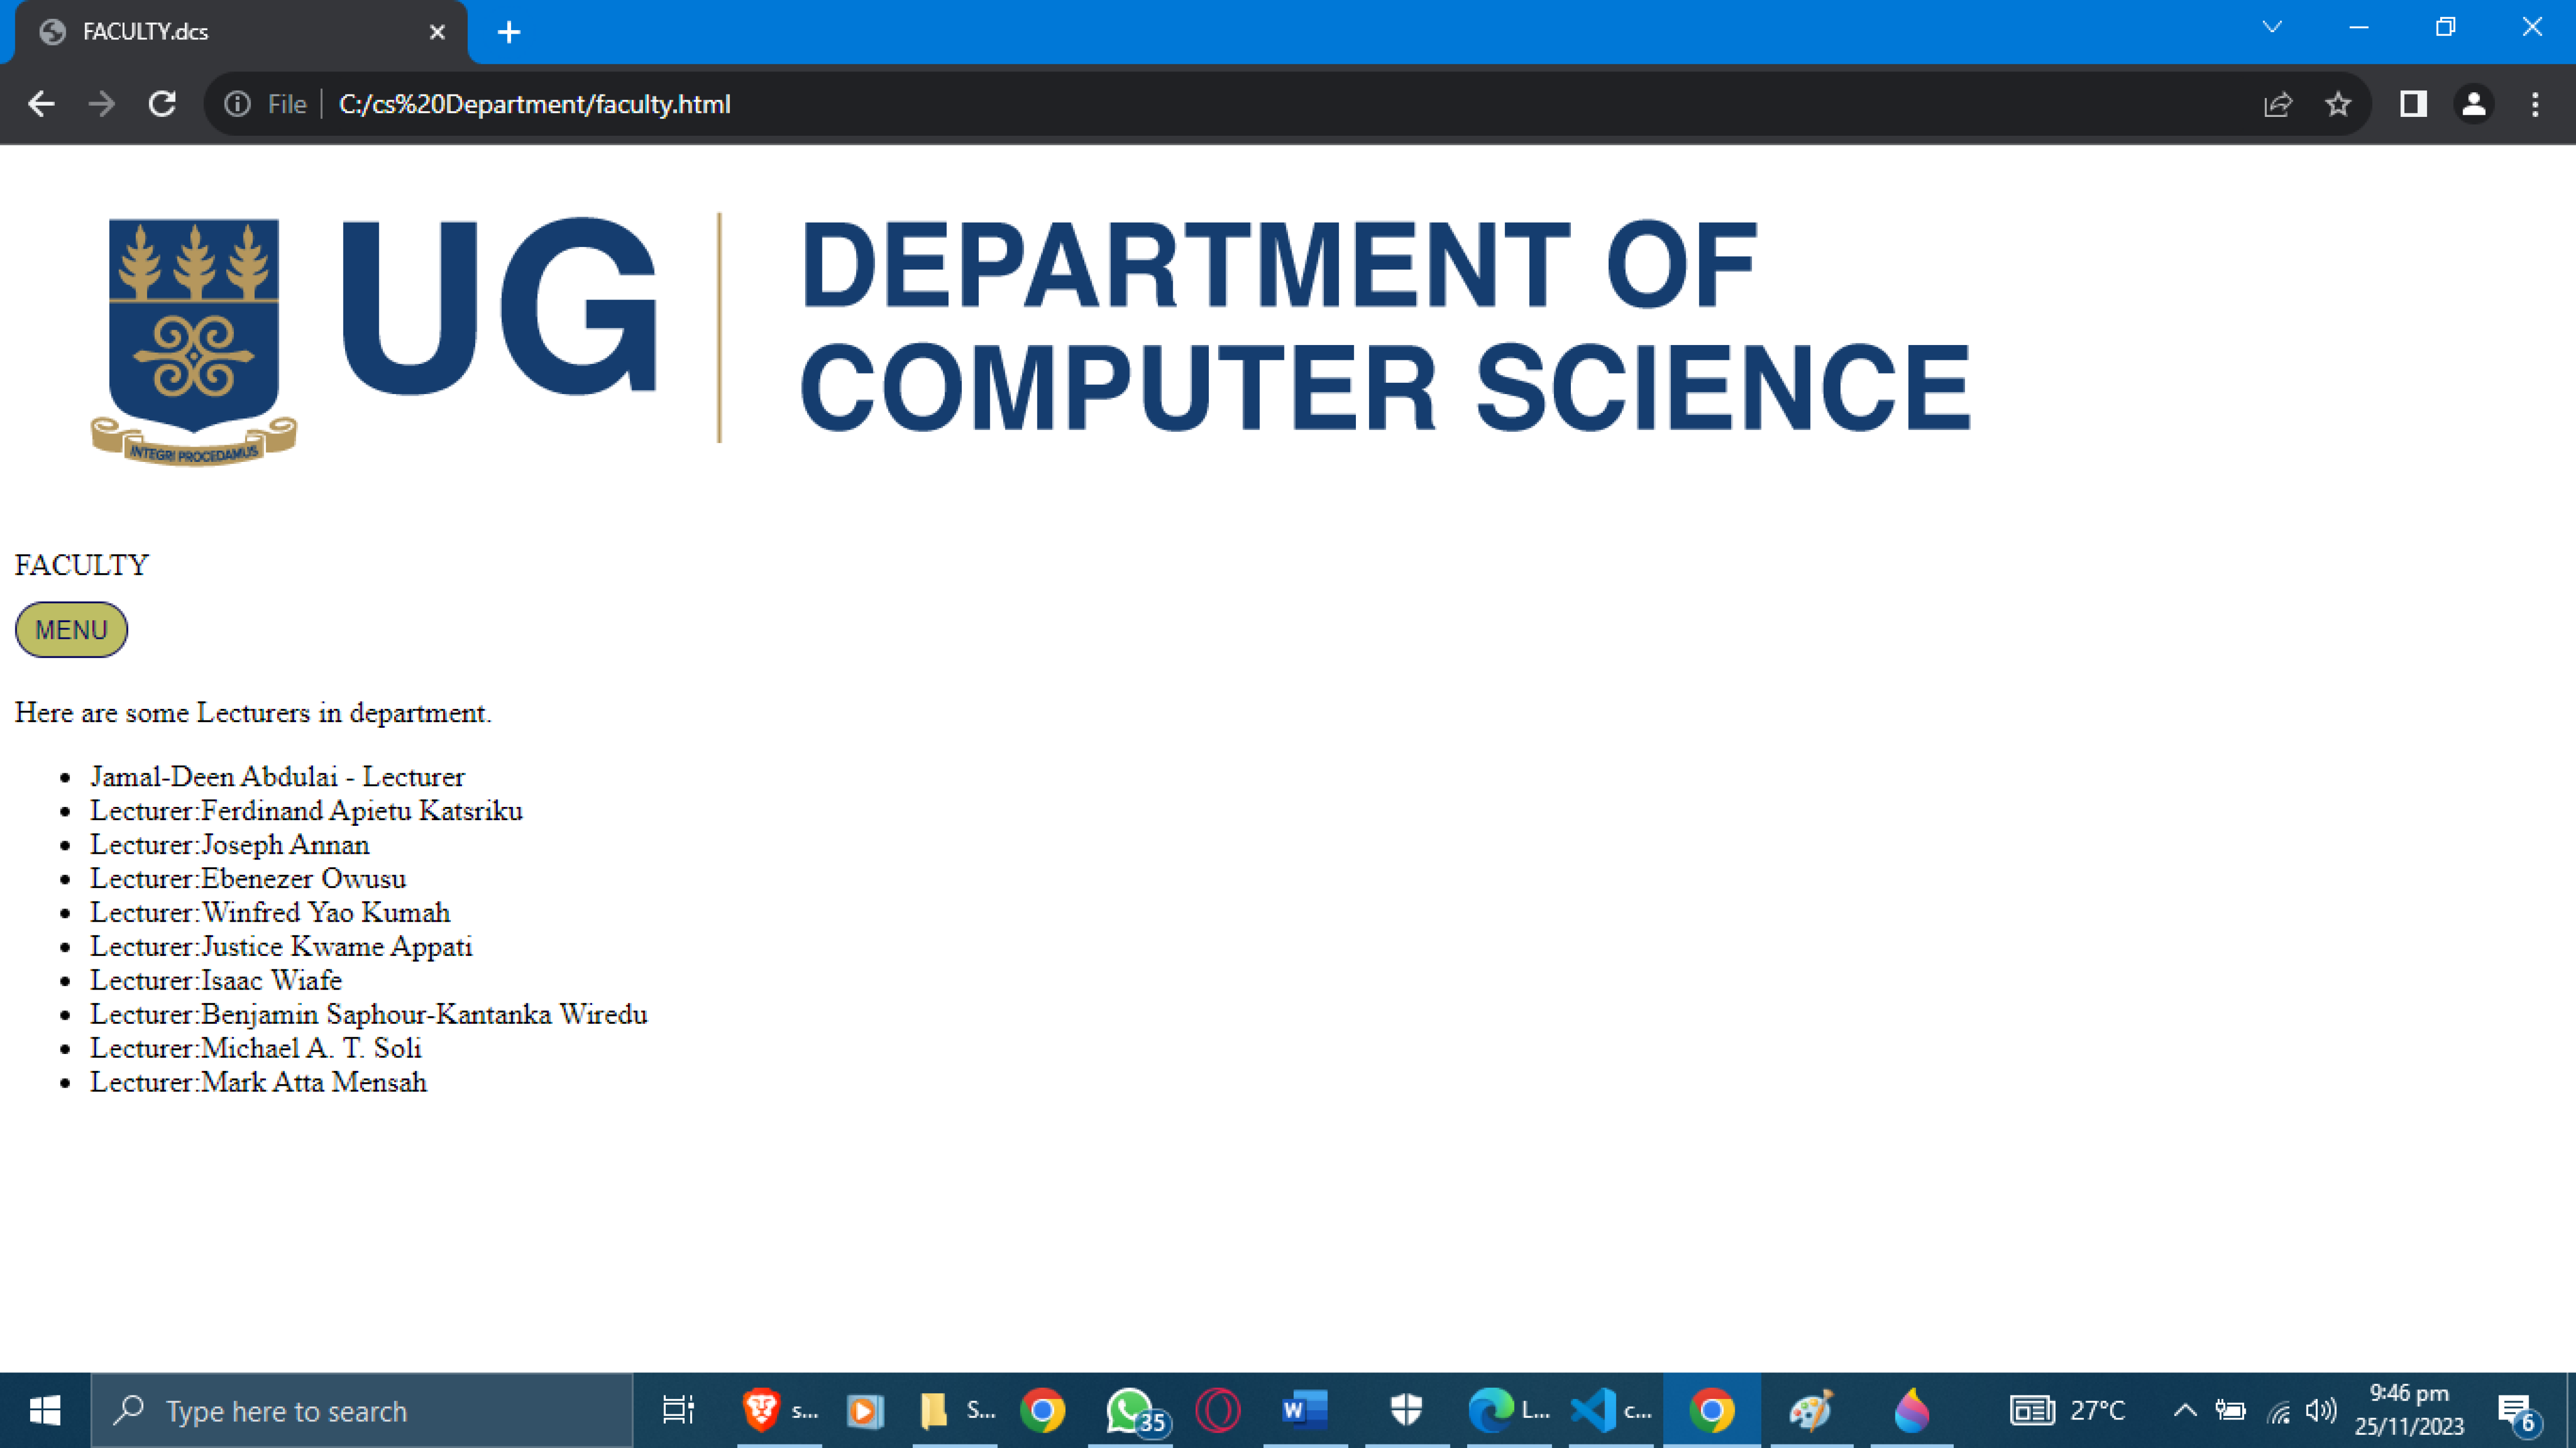 FACULTY.dcs
File
C:/cs%20Department/faculty.html
UG
DEPARTMENT OF
COMPUTER SCIENCE
INTEGRI PROCEDAMUS
FACULTY
MENU
Here are some Lecturers in department.
Jamal-Deen Abdulai - Lecturer
Lecturer:Ferdinand Apietu Katsriku
Lecturer:Joseph Annan
Lecturer:Ebenezer Owusu
Lecturer:Winfred Yao Kumah
Lecturer:Justice Kwame Appati
Lecturer:Isaac Wiafe
Lecturer:Benjamin Saphour-Kantanka Wiredu
Lecturer:Michael A. T. Soli
Lecturer:Mark Atta Mensah
Type here to search
s...
S...
35
W
L...
c...
27°C
9:46 pm
25/11/2023
6